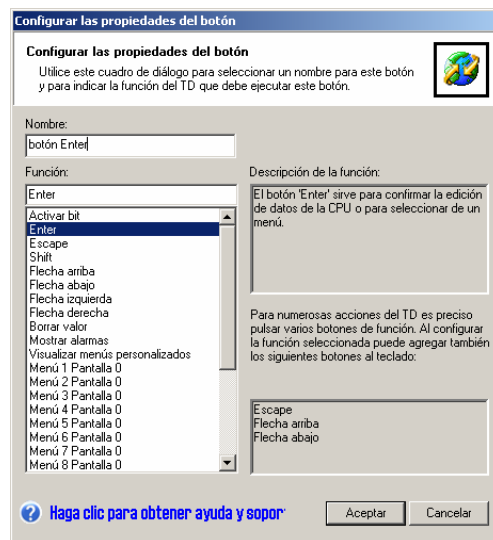 Configurar las propiedades del botón
Configurar las propiedades del botón
Utilice este cuadro de diálogo para seleccionar un nombre para este botón
y para indicar la función del TD que debe ejecutar este botón.
Nombre:
botón Enter
Función:
Enter
Activar bit
Enter
Escape
Shift
Flecha arriba
Flecha abajo
Flecha izquierda
Flecha derecha
Borrar valor
Mostrar alarmas
Visualizar menús personalizados
Menú 1 Pantalla 0
Menú 2 Pantalla 0
Menú 3 Pantalla 0
Menú 4 Pantalla 0
Menú 5 Pantalla 0
Menú 6 Pantalla 0
Menú 7 Pantalla 0
Menú 8 Pantalla 0
Descripción de la función:
El botón 'Enter' sirve para confirmar la edición
de datos de la CPU o para seleccionar de un
menú.
Para numerosas acciones del TD es preciso
pulsar varios botones de función. Al configurar
la función seleccionada puede agregar también
los siguientes botones al teclado:
Escape
Flecha arriba
Flecha abajo
Haga clic para obtener ayuda y sopor
Aceptar
Cancelar